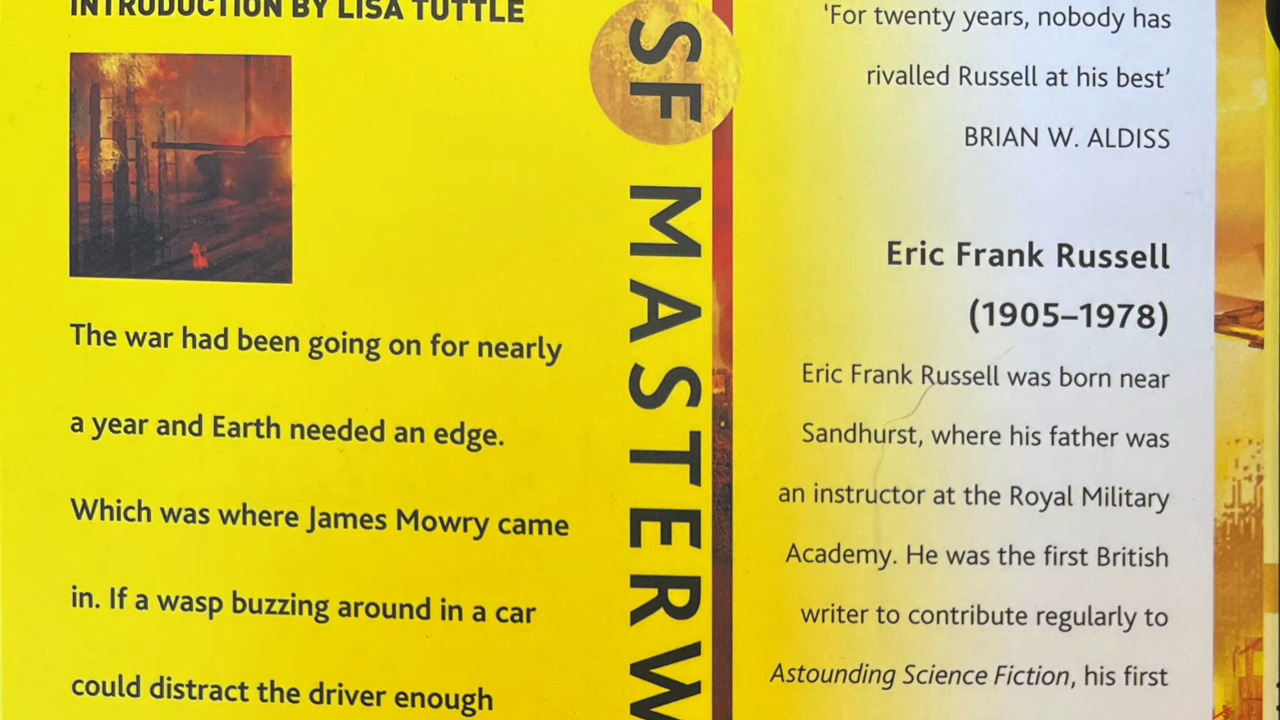 INTRODUCTION BY LISA TUTTLE
The war had been going on for nearly
a year and Earth needed an edge.
Which was where James Mowry came
in. If a wasp buzzing around in a car
could distract the driver enough
SF MASTERW
‘For twenty years, nobody has
rivalled Russell at his best’
BRIAN W. ALDISS
Eric Frank Russell
(1905–1978)
Eric Frank Russell was born near
Sandhurst, where his father was
an instructor at the Royal Military
Academy. He was the first British
writer to contribute regularly to
Astounding Science Fiction, his first